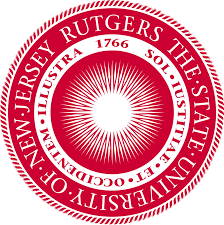 RUTGERS THE·STATE·UNIVERSITY·OF·NEW·JERSEY
SOL·IUSTITIAE·ET·OCCIDENTEM·ILLUSTRA
1766